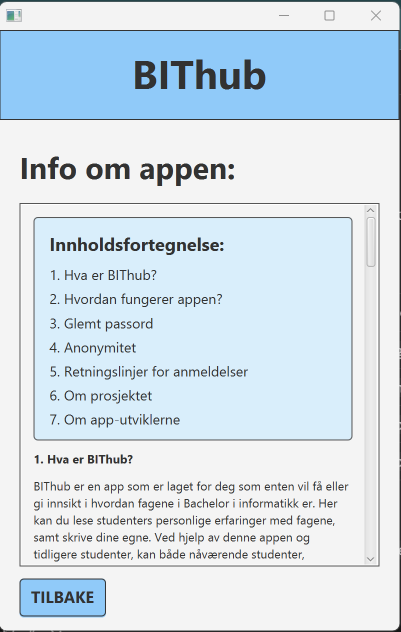 BIThub
Info om appen:
Innholdsfortegnelse:
1. Hva er BIThub?
2. Hvordan fungerer appen?
3. Glemt passord
4. Anonymitet
5. Retningslinjer for anmeldelser
6. Om prosjektet
7. Om app-utviklerne
1. Hva er BIThub?
BIThub er en app som er laget for deg som enten vil få eller
gi innsikt i hvordan fagene i Bachelor i informatikk er. Her
kan du lese studenters personlige erfaringer med fagene,
samt skrive dine egne. Ved hjelp av denne appen og
tidligere studenter, kan både nåværende studenter,
TILBAKE